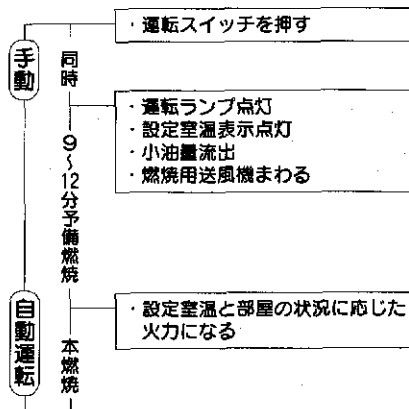 ・運転スイッチを押す
手動
同時
・運転ランプ点灯
・設定室温表示点灯
・小油量流出
・燃焼用送風機まわる
9～12分予備燃焼
自動運転
・設定室温と部屋の状況に応じた
火力になる
本燃焼